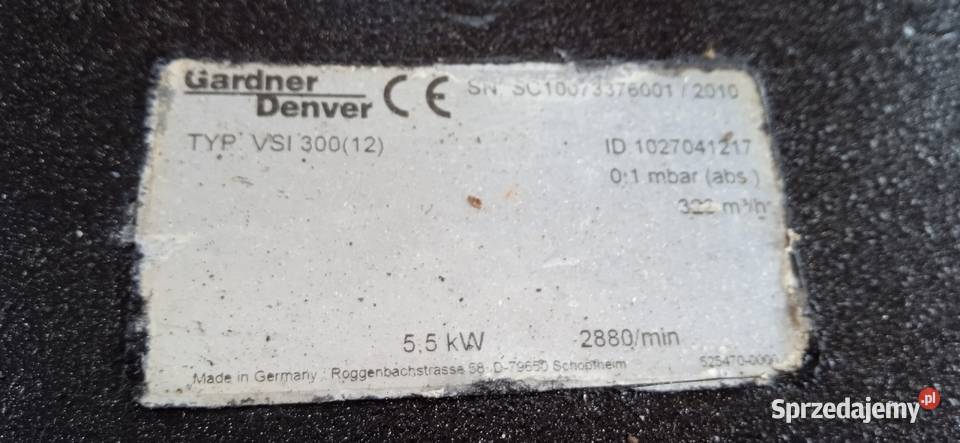 Gardner
Denver CE SN: SC10073376001 / 2010
TYP VSI 300(12) ID 1027041217
0.1 mbar (abs.)
322 m³/h
5,5 kW 2880/min
525470-0000
Made in Germany : Roggenbachstrasse 58, D-79650 Schopfheim
Sprzedajemy.pl